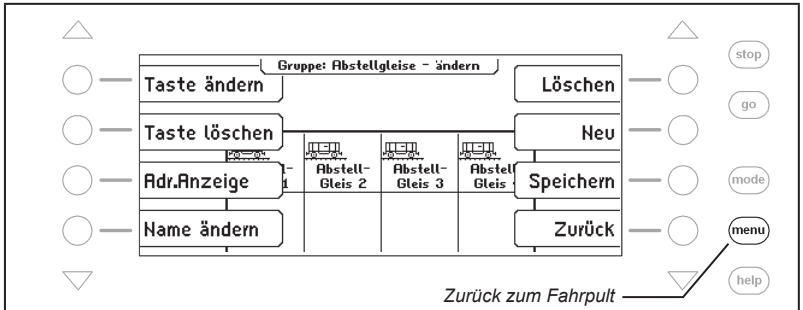 Gruppe: Abstellgleise - ändern
Taste ändern
Löschen
Taste löschen
Neu
Abstell-
Gleis 2
Abstell-
Gleis 3
Adr.Anzeige
Speichern
Name ändern
Zurück
stop
go
mode
menu
help
Zurück zum Fahrpult